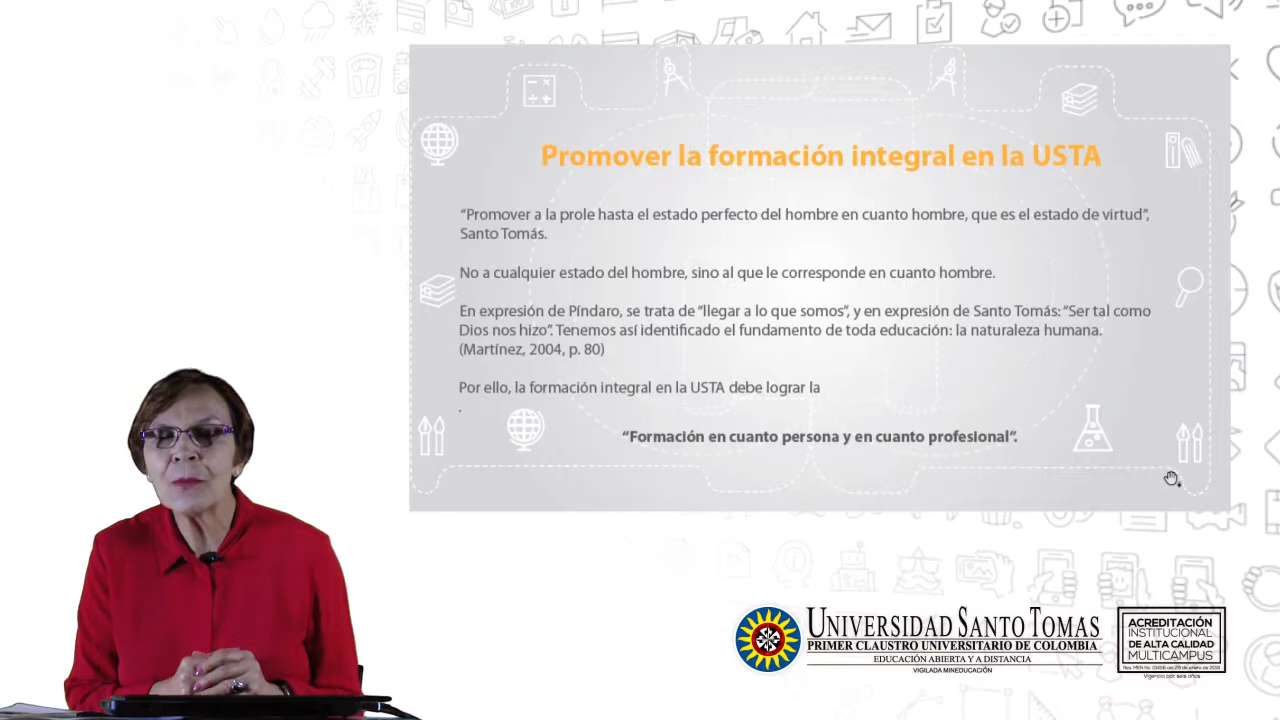 Promover la formación integral en la USTA
“Promover a la prole hasta el estado perfecto del hombre en cuanto hombre, que es el estado de virtud”,
Santo Tomás.
No a cualquier estado del hombre, sino al que le corresponde en cuanto hombre.
En expresión de Píndaro, se trata de “llegar a lo que somos”, y en expresión de Santo Tomás: “Ser tal como
Dios nos hizo”. Tenemos así identificado el fundamento de toda educación: la naturaleza humana.
(Martínez, 2004, p. 80)
Por ello, la formación integral en la USTA debe lograr la
.
“Formación en cuanto persona y en cuanto profesional”.
UNIVERSIDAD SANTO TOMAS
PRIMER CLAUSTRO UNIVERSITARIO DE COLOMBIA
EDUCACIÓN ABIERTA Y A DISTANCIA
VIGILADA MINEDUCACIÓN
ACREDITACIÓN
INSTITUCIONAL
DE ALTA CALIDAD
MULTICAMPUS
Vigencia por seis años